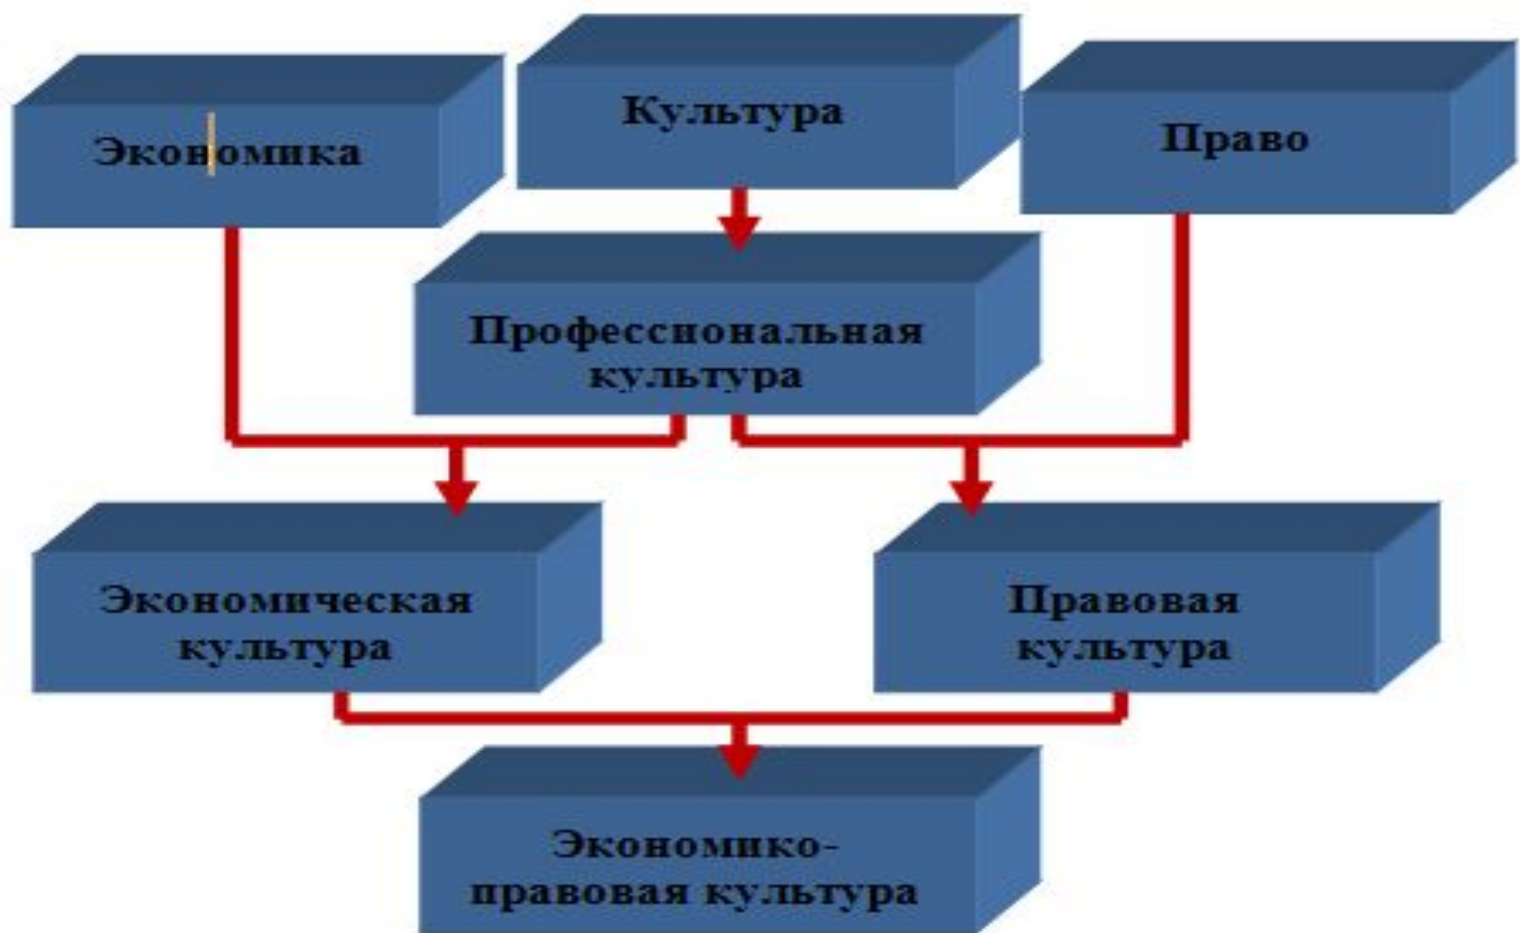 Экономика
Культура
Право
Профессиональная
культура
Экономическая
культура
Правовая
культура
Экономико-
правовая культура